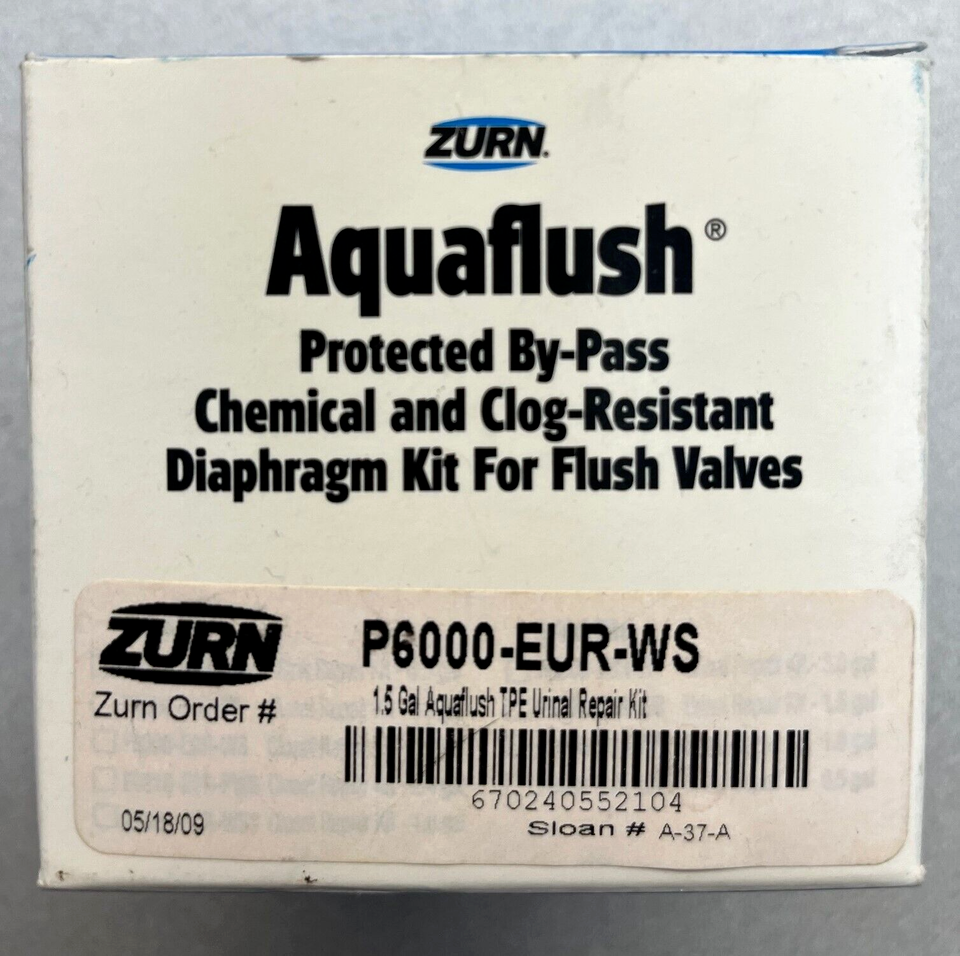 ZURN.
Aquaflush®
Protected By-Pass
Chemical and Clog-Resistant
Diaphragm Kit For Flush Valves
ZURN
P6000-EUR-WS
Zurn Order #
1.5 Gal Aquaflush TPE Urinal Repair Kit
670240552104
05/18/09
Sloan # A-37-A